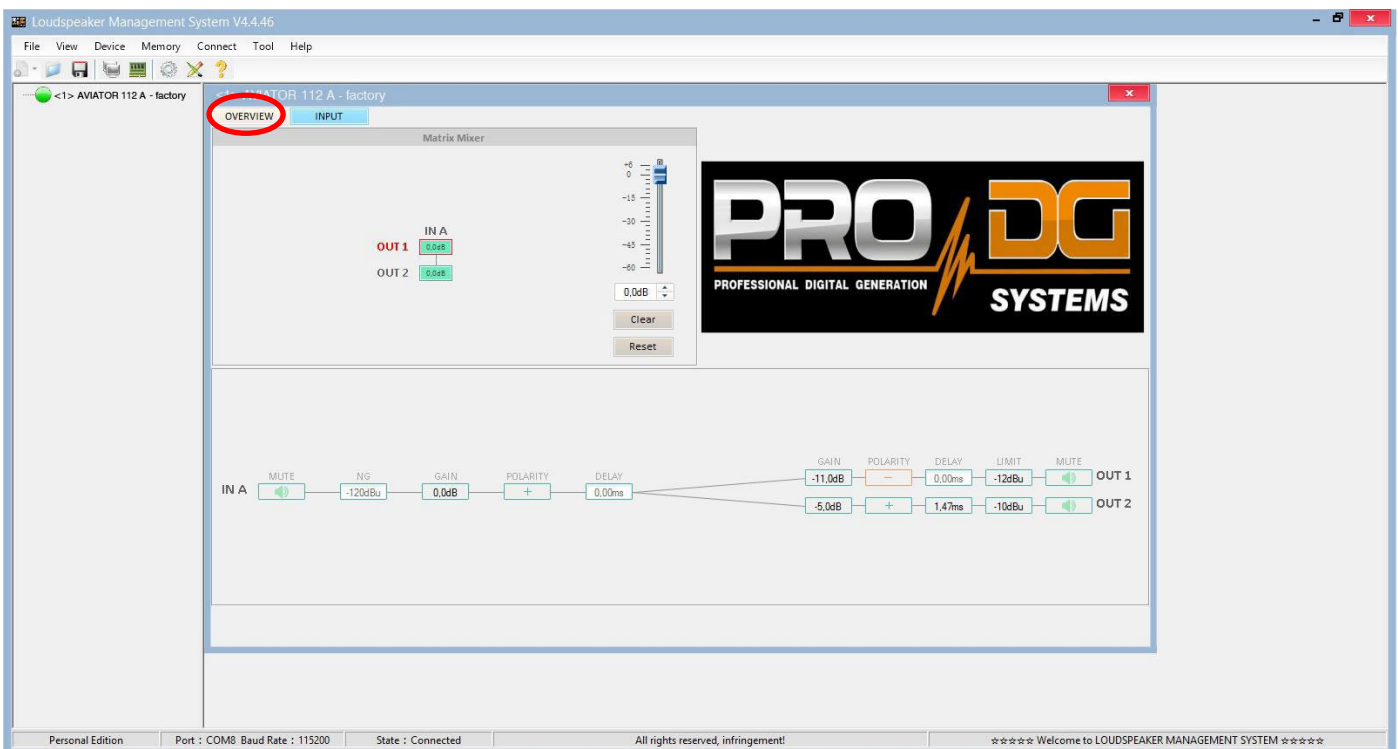 Loudspeaker Management System V4.4.46
File View Device Memory Connect Tool Help
<1> AVIATOR 112 A - factory
<1> AVIATOR 112 A - factory
OVERVIEW INPUT
Matrix Mixer
+6
0
-15
-30
-45
-60
IN A
OUT 1 0,0dB
OUT 2 0,0dB
0,0dB
Clear
Reset
PRO DG
PROFESSIONAL DIGITAL GENERATION
SYSTEMS
MUTE NG GAIN POLARITY DELAY
IN A -120dBu 0,0dB + 0,00ms
GAIN POLARITY DELAY LIMIT MUTE
-11,0dB - 0,00ms -12dBu OUT 1
-5,0dB + 1,47ms -10dBu OUT 2
Personal Edition Port : COM8 Baud Rate : 115200 State : Connected All rights reserved, infringement! ☆☆☆☆☆ Welcome to LOUDSPEAKER MANAGEMENT SYSTEM ☆☆☆☆☆